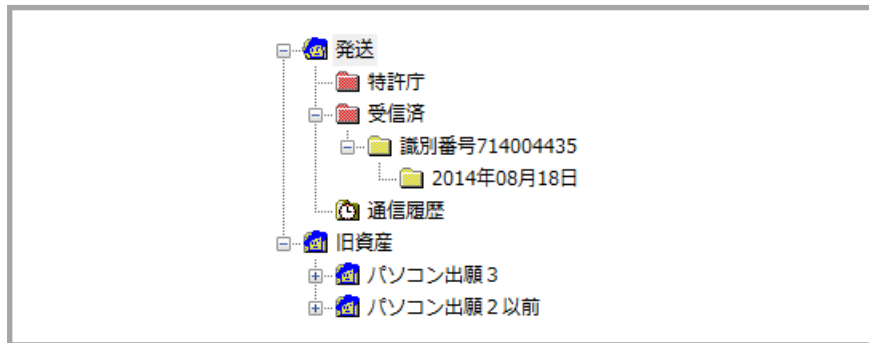 発送
特許庁
受信済
識別番号714004435
2014年08月18日
通信履歴
旧資産
パソコン出願３
パソコン出願２以前